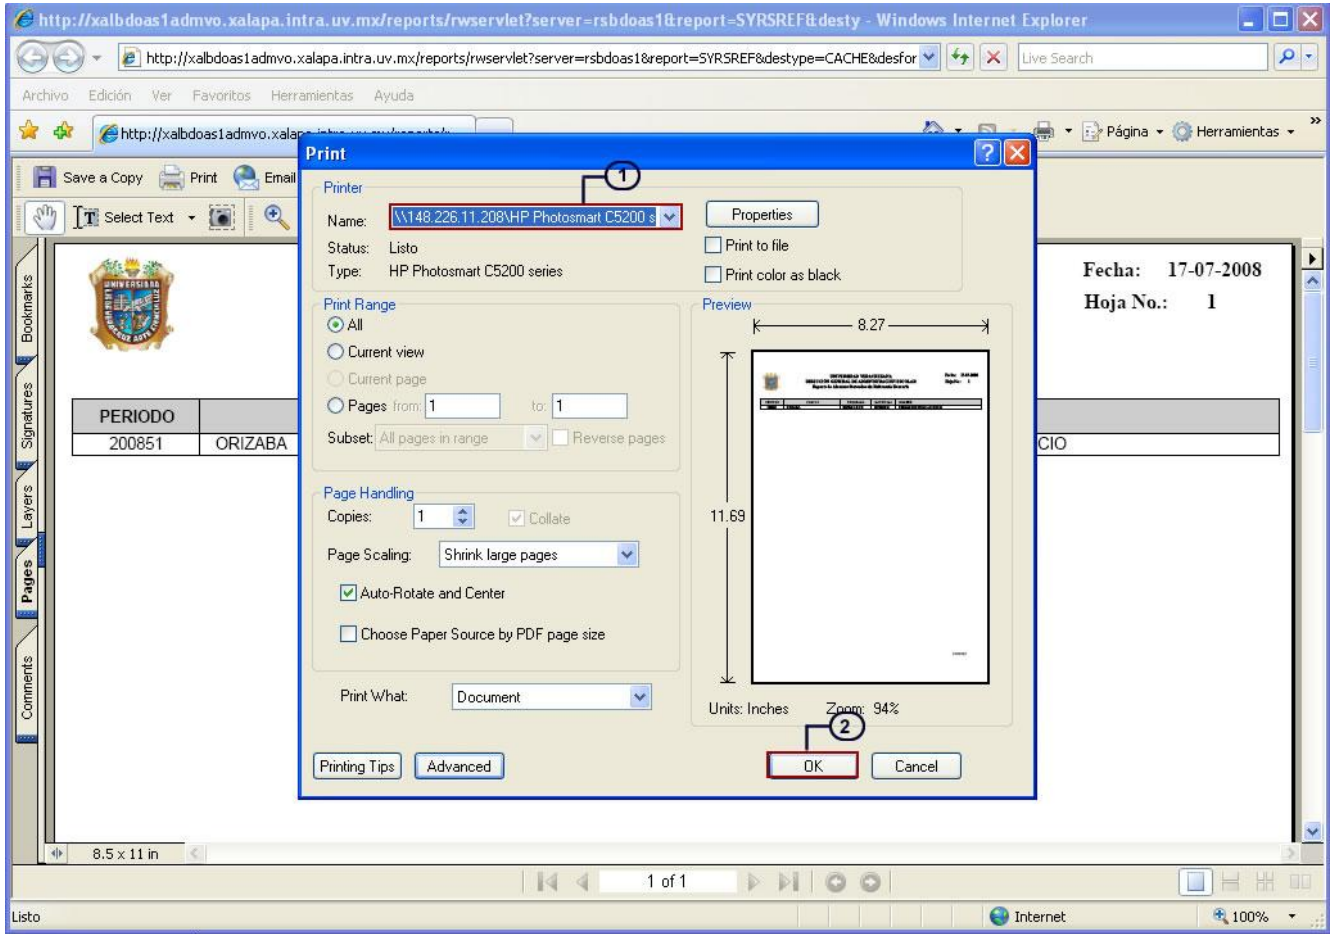 http://xalbdoas1admvo.xalapa.intra.uv.mx/reports/rwservlet?server=rsbdoas1&report=SYRSREF&desty - Windows Internet Explorer
http://xalbdoas1admvo.xalapa.intra.uv.mx/reports/rwservlet?server=rsbdoas1&report=SYRSREF&destype=CACHE&desfor
Live Search
Archivo Edición Ver Favoritos Herramientas Ayuda
http://xalbdoas1admvo.xalapa.intra.uv.mx/reports/r...
Página Herramientas
Save a Copy Print Email
Select Text
Bookmarks
Signatures
Layers
Pages
Comments
Fecha: 17-07-2008
Hoja No.: 1
PERIODO
200851 ORIZABA CIO
Print
1
Printer
Name: \\148.226.11.208\HP Photosmart C5200 s
Properties
Status: Listo
Print to file
Type: HP Photosmart C5200 series
Print color as black
Print Range
All
Current view
Current page
Pages from: 1 to: 1
Subset: All pages in range Reverse pages
Preview
8.27
11.69
Page Handling
Copies: 1 Collate
Page Scaling: Shrink large pages
Auto-Rotate and Center
Choose Paper Source by PDF page size
Print What: Document
Units: Inches Zoom: 94%
2
Printing Tips Advanced OK Cancel
8.5 x 11 in
1 of 1
Listo Internet 100%